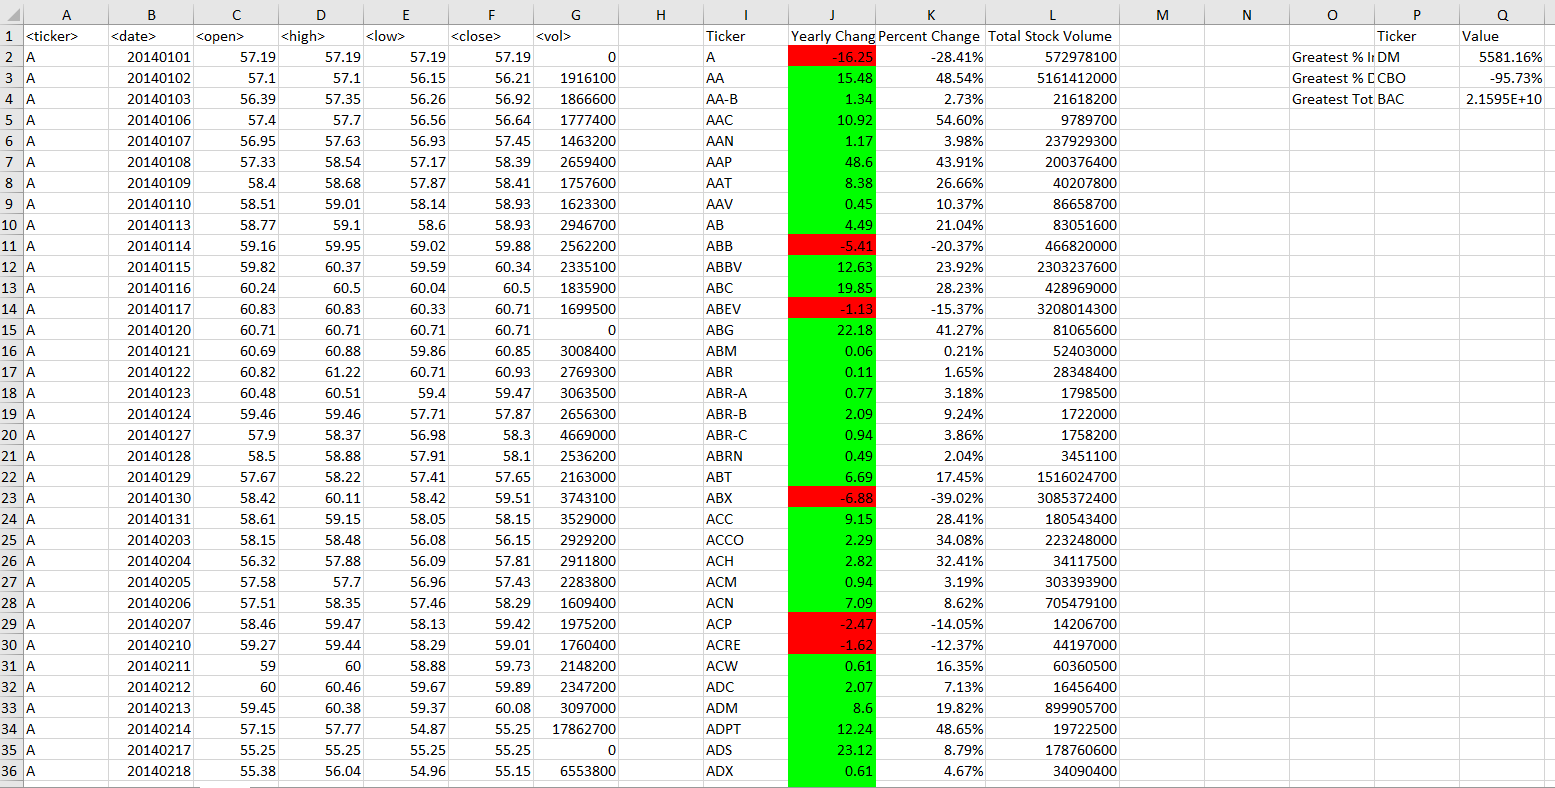 A B C D E F G H I J K L M N O P Q
1 <ticker> <date> <open> <high> <low> <close> <vol> Ticker Yearly Chang Percent Change Total Stock Volume Ticker Value
2 A 20140101 57.19 57.19 57.19 57.19 0 A -16.25 -28.41% 572978100 Greatest % I DM 5581.16%
3 A 20140102 57.1 57.1 56.15 56.21 1916100 AA 15.48 48.54% 5161412000 Greatest % D CBO -95.73%
4 A 20140103 56.39 57.35 56.26 56.92 1866600 AA-B 1.34 2.73% 21618200 Greatest Tot BAC 2.1595E+10
5 A 20140106 57.4 57.7 56.56 56.64 1777400 AAC 10.92 54.60% 9789700
6 A 20140107 56.95 57.63 56.93 57.45 1463200 AAN 1.17 3.98% 237929300
7 A 20140108 57.33 58.54 57.17 58.39 2659400 AAP 48.6 43.91% 200376400
8 A 20140109 58.4 58.68 57.87 58.41 1757600 AAT 8.38 26.66% 40207800
9 A 20140110 58.51 59.01 58.14 58.93 1623300 AAV 0.45 10.37% 86658700
10 A 20140113 58.77 59.1 58.6 58.93 2946700 AB 4.49 21.04% 83051600
11 A 20140114 59.16 59.95 59.02 59.88 2562200 ABB -5.41 -20.37% 466820000
12 A 20140115 59.82 60.37 59.59 60.34 2335100 ABBV 12.63 23.92% 2303237600
13 A 20140116 60.24 60.5 60.04 60.5 1835900 ABC 19.85 28.23% 428969000
14 A 20140117 60.83 60.83 60.33 60.71 1699500 ABEV -1.13 -15.37% 3208014300
15 A 20140120 60.71 60.71 60.71 60.71 0 ABG 22.18 41.27% 81065600
16 A 20140121 60.69 60.88 59.86 60.85 3008400 ABM 0.06 0.21% 52403000
17 A 20140122 60.82 61.22 60.71 60.93 2769300 ABR 0.11 1.65% 28348400
18 A 20140123 60.48 60.51 59.4 59.47 3063500 ABR-A 0.77 3.18% 1798500
19 A 20140124 59.46 59.46 57.71 57.87 2656300 ABR-B 2.09 9.24% 1722000
20 A 20140127 57.9 58.37 56.98 58.3 4669000 ABR-C 0.94 3.86% 1758200
21 A 20140128 58.5 58.88 57.91 58.1 2536200 ABRN 0.49 2.04% 3451100
22 A 20140129 57.67 58.22 57.41 57.65 2163000 ABT 6.69 17.45% 1516024700
23 A 20140130 58.42 60.11 58.42 59.51 3743100 ABX -6.88 -39.02% 3085372400
24 A 20140131 58.61 59.15 58.05 58.15 3529000 ACC 9.15 28.41% 180543400
25 A 20140203 58.15 58.48 56.08 56.15 2929200 ACCO 2.29 34.08% 223248000
26 A 20140204 56.32 57.88 56.09 57.81 2911800 ACH 2.82 32.41% 34117500
27 A 20140205 57.58 57.7 56.96 57.43 2283800 ACM 0.94 3.19% 303393900
28 A 20140206 57.51 58.35 57.46 58.29 1609400 ACN 7.09 8.62% 705479100
29 A 20140207 58.46 59.47 58.13 59.42 1975200 ACP -2.47 -14.05% 14206700
30 A 20140210 59.27 59.44 58.29 59.01 1760400 ACRE -1.62 -12.37% 44197000
31 A 20140211 59 60 58.88 59.73 2148200 ACW 0.61 16.35% 60360500
32 A 20140212 60 60.46 59.67 59.89 2347200 ADC 2.07 7.13% 16456400
33 A 20140213 59.45 60.38 59.37 60.08 3097000 ADM 8.6 19.82% 899905700
34 A 20140214 57.15 57.77 54.87 55.25 17862700 ADPT 12.24 48.65% 19722500
35 A 20140217 55.25 55.25 55.25 55.25 0 ADS 23.12 8.79% 178760600
36 A 20140218 55.38 56.04 54.96 55.15 6553800 ADX 0.61 4.67% 34090400